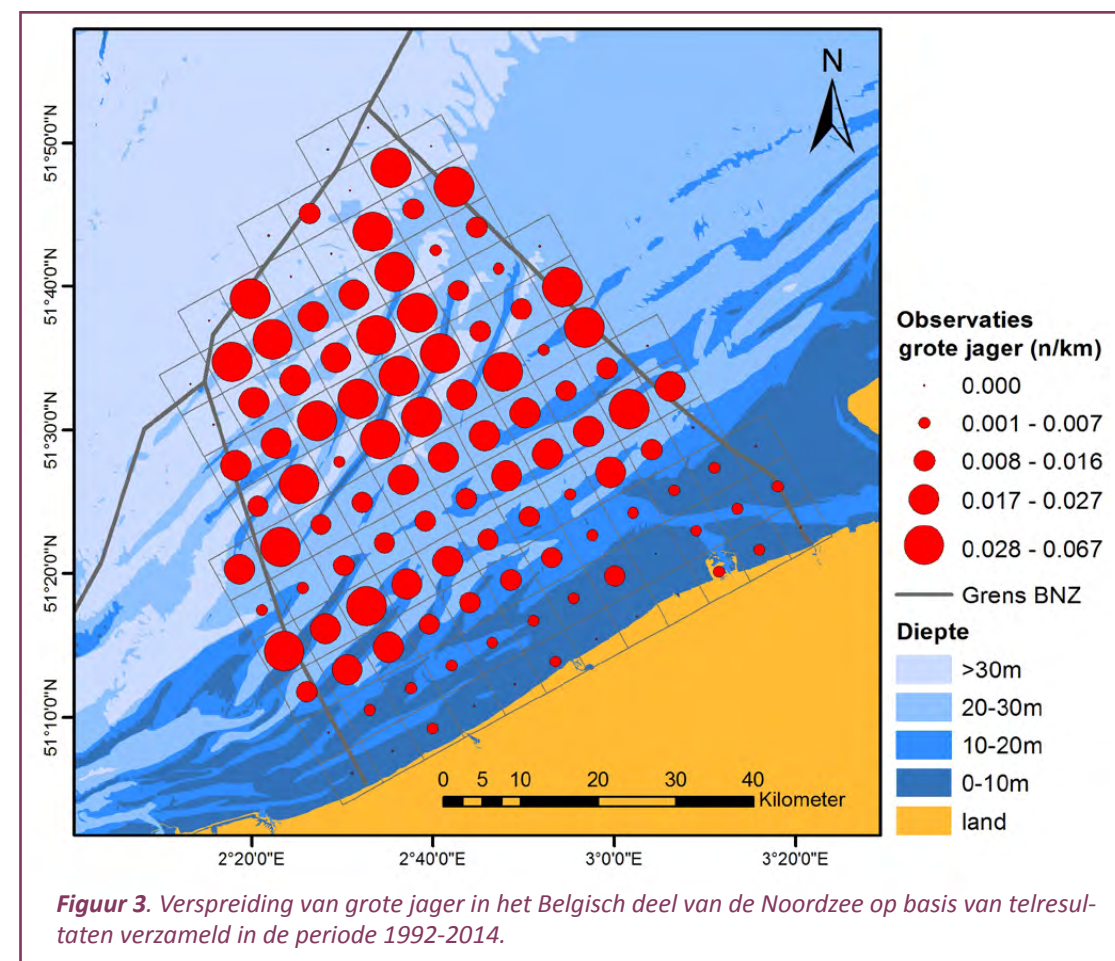 N
51°50'0"N
51°40'0"N
51°30'0"N
51°20'0"N
51°10'0"N
2°20'0"E
2°40'0"E
3°0'0"E
3°20'0"E
0 5 10 20 30 40
Kilometer
Observaties
grote jager (n/km)
0.000
0.001 - 0.007
0.008 - 0.016
0.017 - 0.027
0.028 - 0.067
Grens BNZ
Diepte
>30m
20-30m
10-20m
0-10m
land
Figuur 3. Verspreiding van grote jager in het Belgisch deel van de Noordzee op basis van telresul-
taten verzameld in de periode 1992-2014.